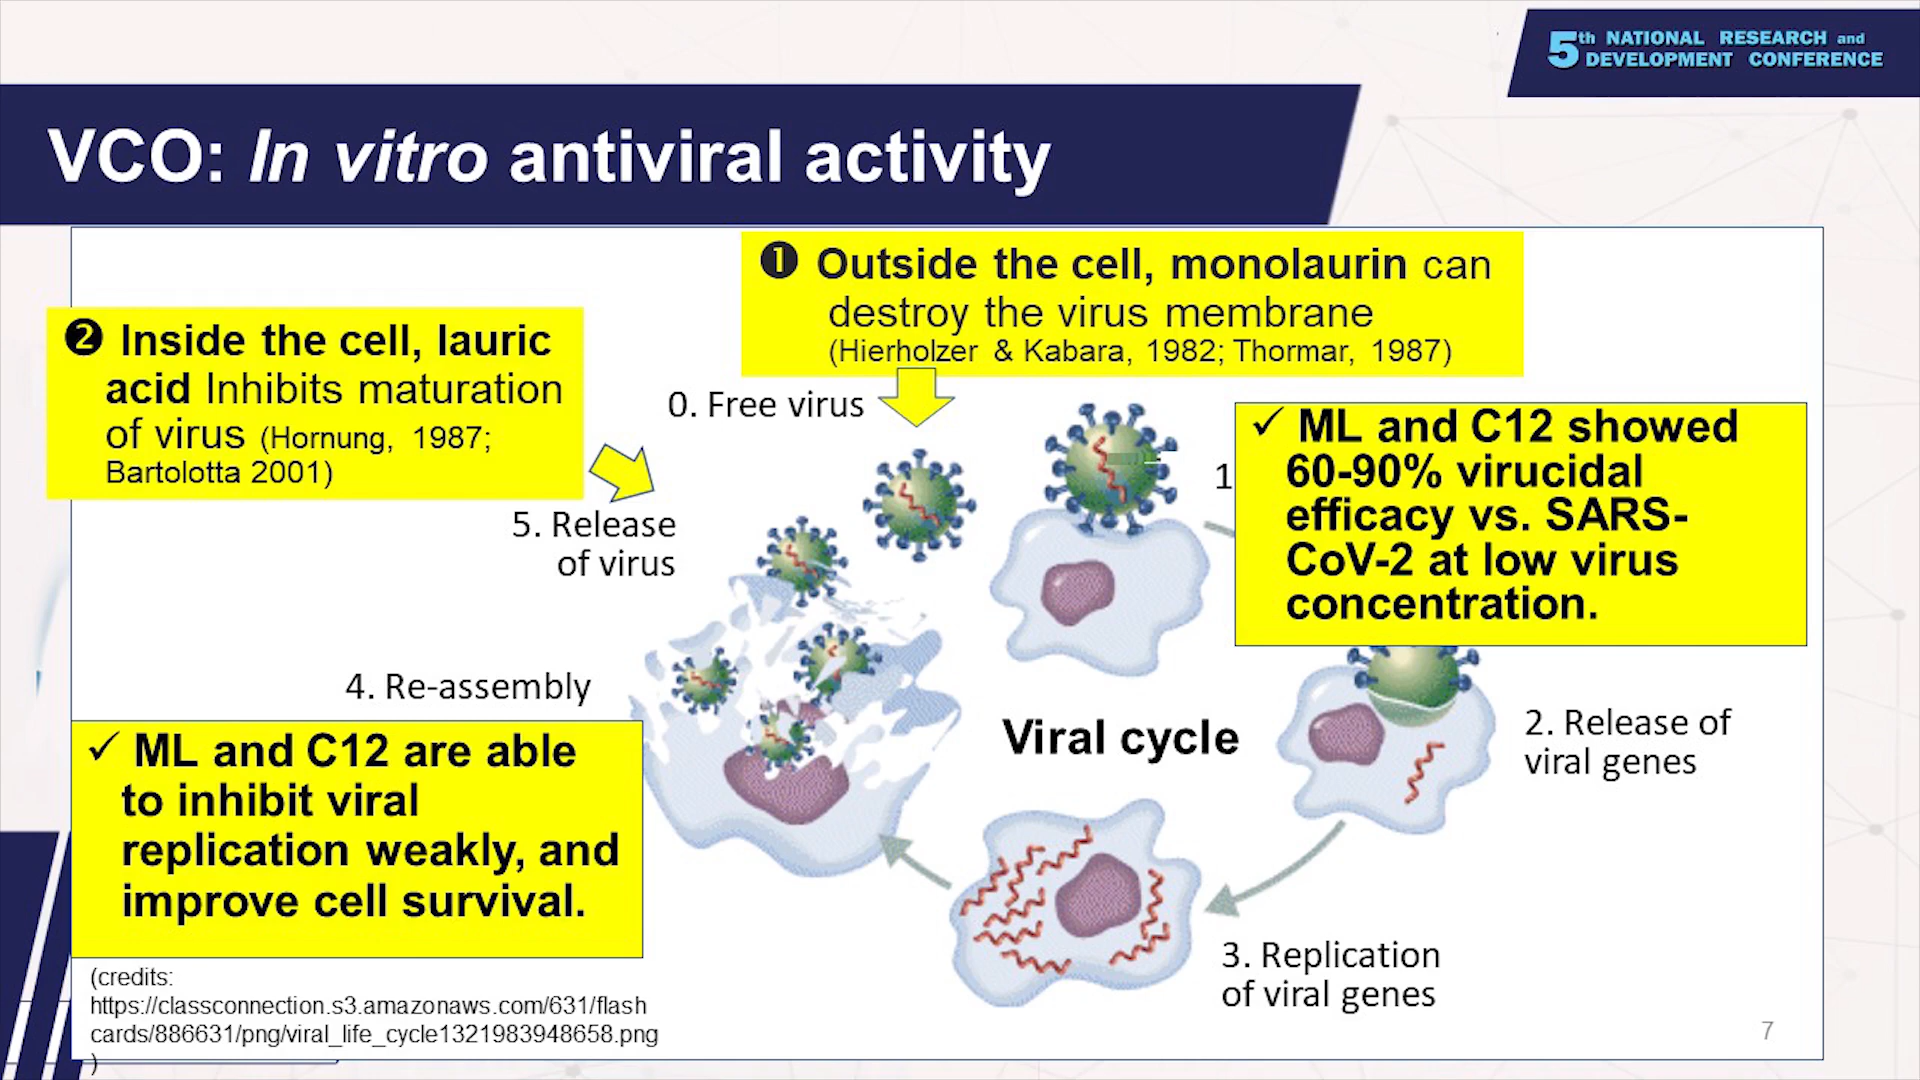 5th NATIONAL RESEARCH and
DEVELOPMENT CONFERENCE
VCO: In vitro antiviral activity
❶ Outside the cell, monolaurin can
destroy the virus membrane
(Hierholzer & Kabara, 1982; Thormar, 1987)
❷ Inside the cell, lauric
acid Inhibits maturation
of virus (Hornung, 1987;
Bartolotta 2001)
0. Free virus
1
✓ ML and C12 showed
60-90% virucidal
efficacy vs. SARS-
CoV-2 at low virus
concentration.
5. Release
of virus
4. Re-assembly
Viral cycle
2. Release of
viral genes
✓ ML and C12 are able
to inhibit viral
replication weakly, and
improve cell survival.
3. Replication
of viral genes
(credits:
https://classconnection.s3.amazonaws.com/631/flash
cards/886631/png/viral_life_cycle1321983948658.png
)
7